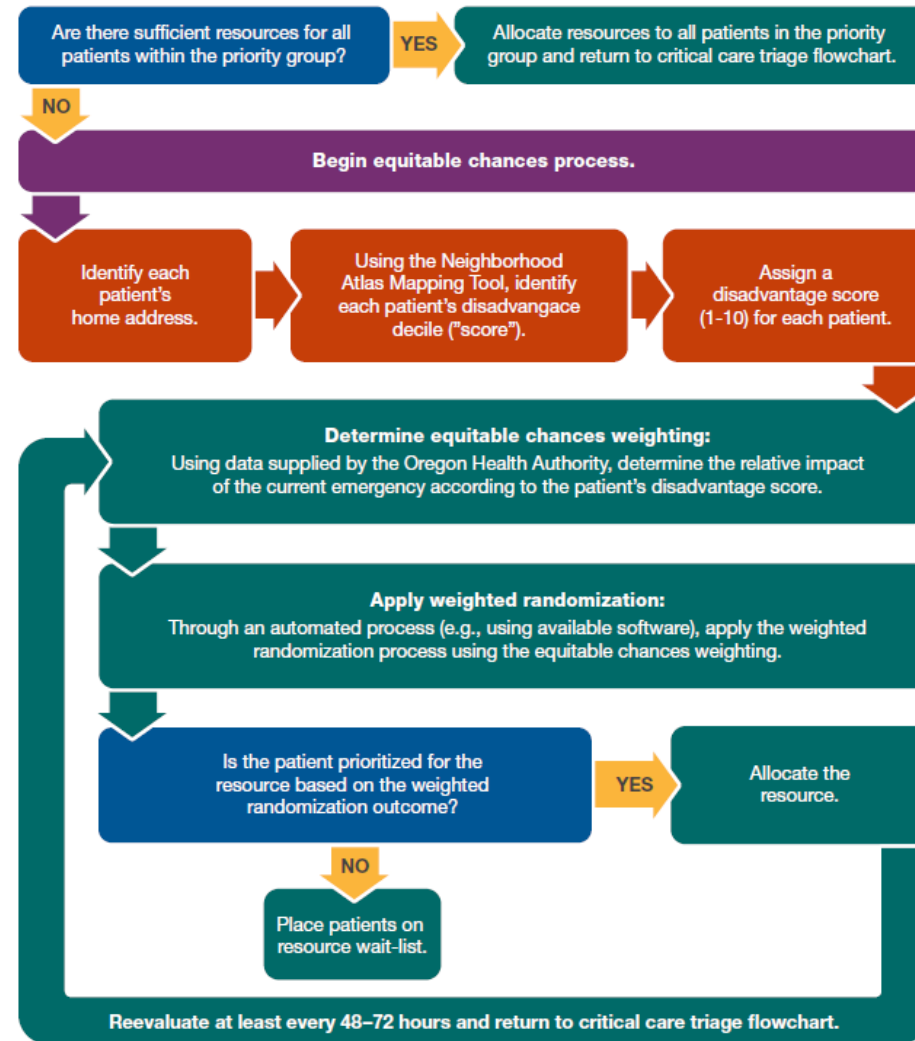 Are there sufficient resources for all
patients within the priority group?
YES
Allocate resources to all patients in the priority
group and return to critical care triage flowchart.
NO
Begin equitable chances process.
Identify each
patient's
home address.
Using the Neighborhood
Atlas Mapping Tool, identify
each patient's disadvangace
decile ("score").
Assign a
disadvantage score
(1-10) for each patient.
Determine equitable chances weighting:
Using data supplied by the Oregon Health Authority, determine the relative impact
of the current emergency according to the patient's disadvantage score.
Apply weighted randomization:
Through an automated process (e.g., using available software), apply the weighted
randomization process using the equitable chances weighting.
Is the patient prioritized for the
resource based on the weighted
randomization outcome?
YES
Allocate the
resource.
NO
Place patients on
resource wait-list.
Reevaluate at least every 48–72 hours and return to critical care triage flowchart.